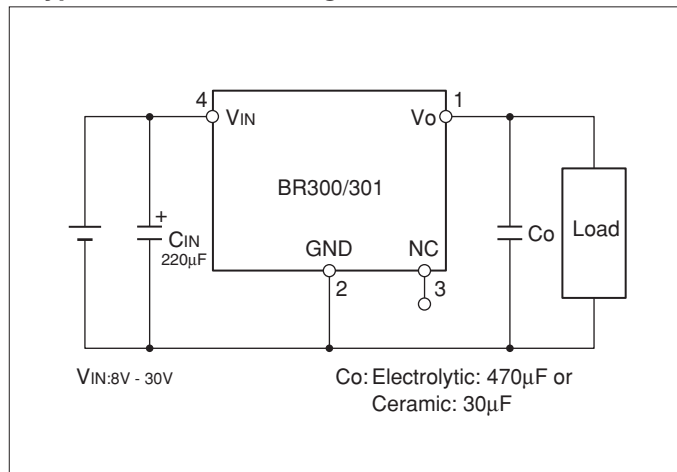 4
VIN
Vo
1
BR300/301
+
CIN
220µF
GND
NC
2
3
Co
Load
VIN:8V - 30V
Co: Electrolytic: 470µF or
Ceramic: 30µF